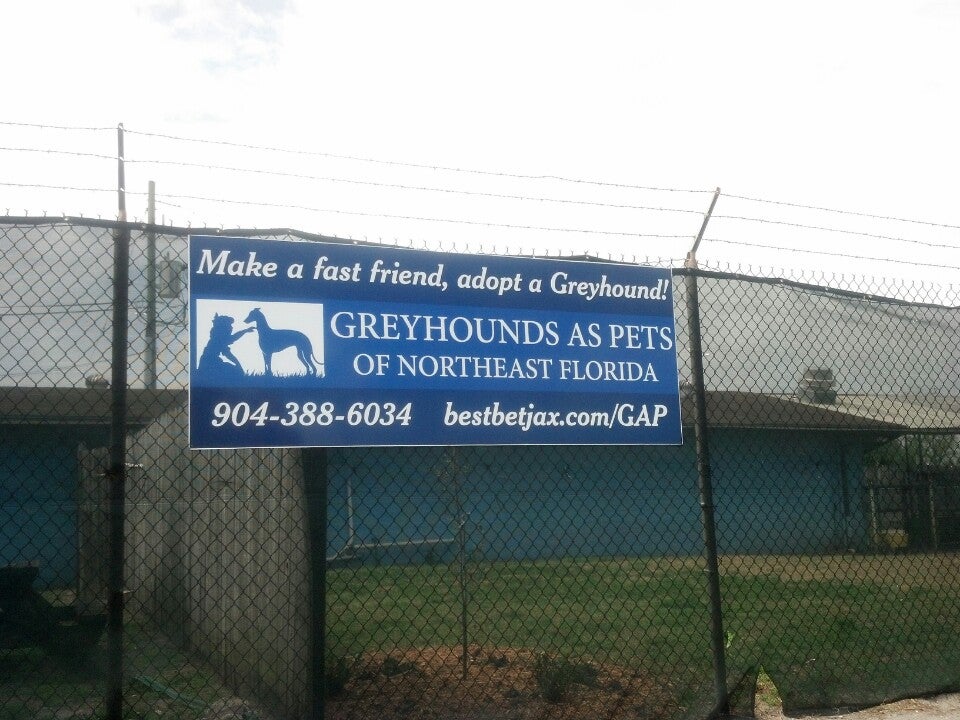 Make a fast friend, adopt a Greyhound!
GREYHOUNDS AS PETS
OF NORTHEAST FLORIDA
904-388-6034 bestbetjax.com/GAP